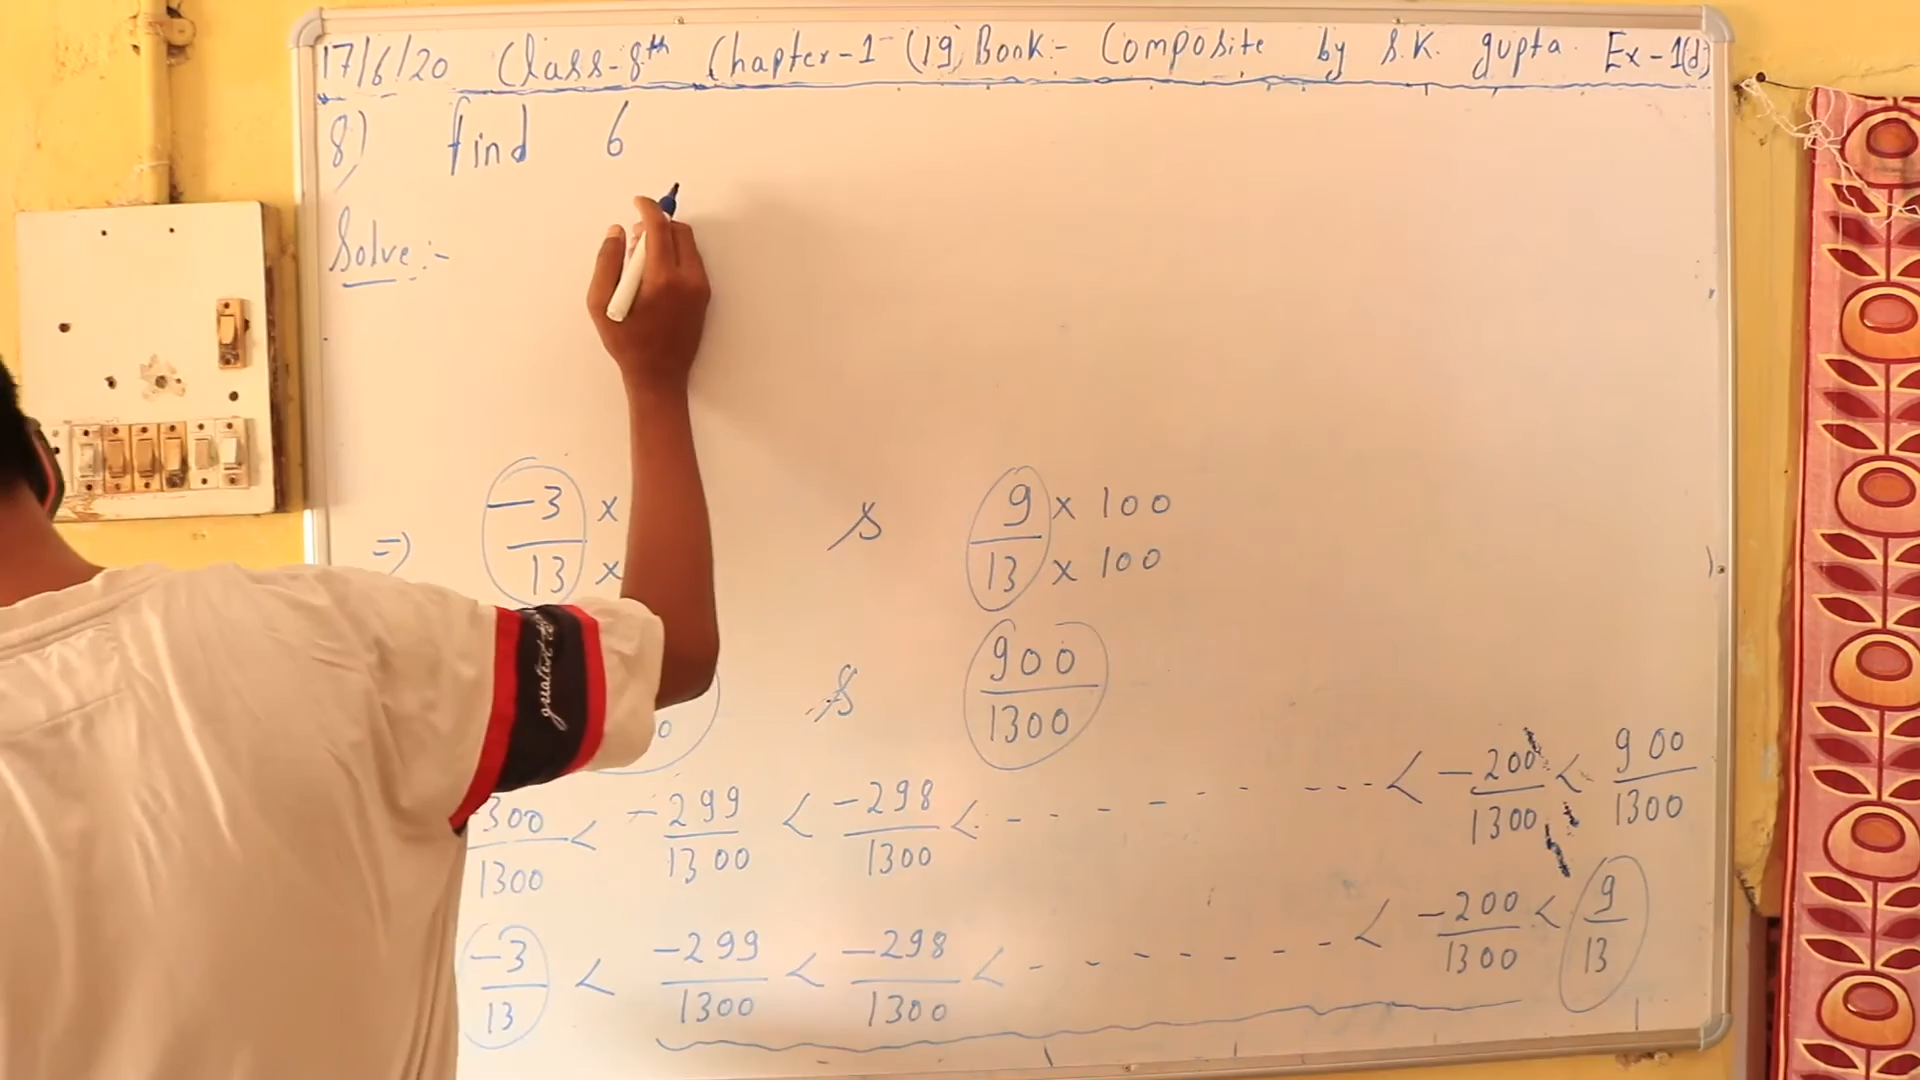 17/6/20 Class-8th Chapter-1 (19) Book:- Composite by S.K. gupta. Ex-1(d)
8) find 6
Solve:-
=) -3 × 9 × 100
13 × 13 × 100
900
1300
300 < -299 < -298 < - - - - - - - - - < -200 < 900
1300 1300 1300 1300 1300
-3 < -299 < -298 < - - - - - - - < -200 < 9
13 1300 1300 1300 13